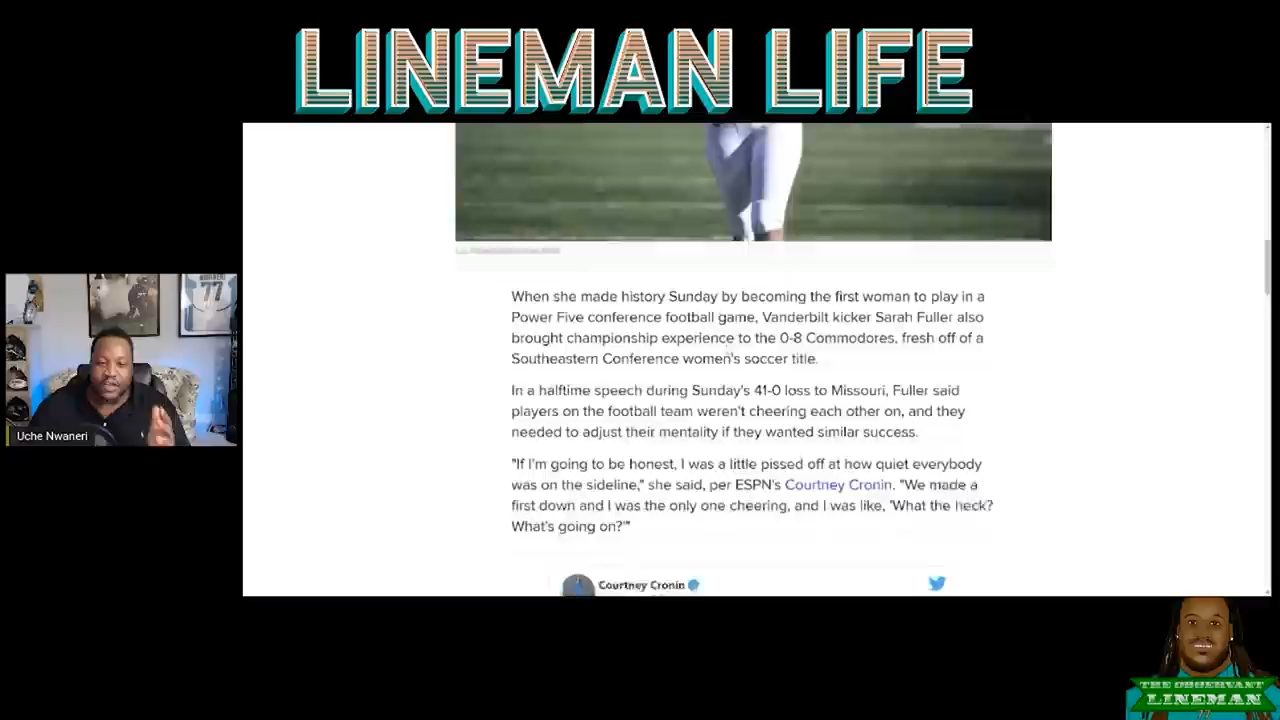 LINEMAN LIFE
When she made history Sunday by becoming the first woman to play in a
Power Five conference football game, Vanderbilt kicker Sarah Fuller also
brought championship experience to the 0-8 Commodores, fresh off of a
Southeastern Conference women's soccer title.
In a halftime speech during Sunday's 41-0 loss to Missouri, Fuller said
players on the football team weren't cheering each other on, and they
needed to adjust their mentality if they wanted similar success.
"If I'm going to be honest, I was a little pissed off at how quiet everybody
was on the sideline," she said, per ESPN's Courtney Cronin. "We made a
first down and I was the only one cheering, and I was like, 'What the heck?
What's going on?'"
Courtney Cronin
77
Uche Nwaneri
THE OBSERVANT
LINEMAN